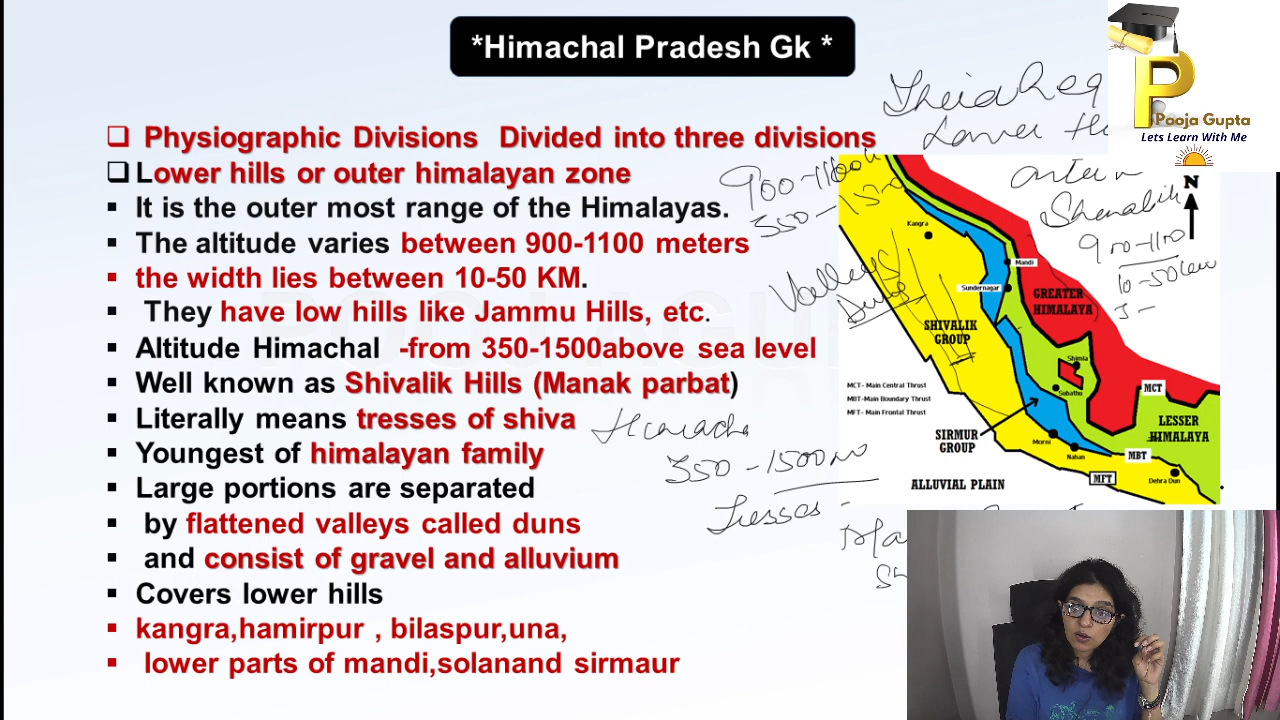 *Himachal Pradesh Gk *
Physiographic Divisions Divided into three divisions
Lower hills or outer himalayan zone
It is the outer most range of the Himalayas.
The altitude varies between 900-1100 meters
the width lies between 10-50 KM.
They have low hills like Jammu Hills, etc.
Altitude Himachal -from 350-1500above sea level
Well known as Shivalik Hills (Manak parbat)
Literally means tresses of shiva
Youngest of himalayan family
Large portions are separated
by flattened valleys called duns
and consist of gravel and alluvium
Covers lower hills
kangra,hamirpur , bilaspur,una,
lower parts of mandi,solanand sirmaur
900-1100
Valleys
350-1500m
Tresses -
P
Pooja Gupta
Lets Learn With Me
N
900-1100
10-50km
Kangra
Mandi
Sundernagar
GREATER
HIMALAYA
SHIVALIK
GROUP
Shimla
Subathu
MCT- Main Central Thrust
MBT-Main Boundary Thrust
MFT- Main Frontal Thrust
MCT
LESSER
HIMALAYA
SIRMUR
GROUP
Morni
Nahan
MBT
MFT
Dehra Dun
ALLUVIAL PLAIN